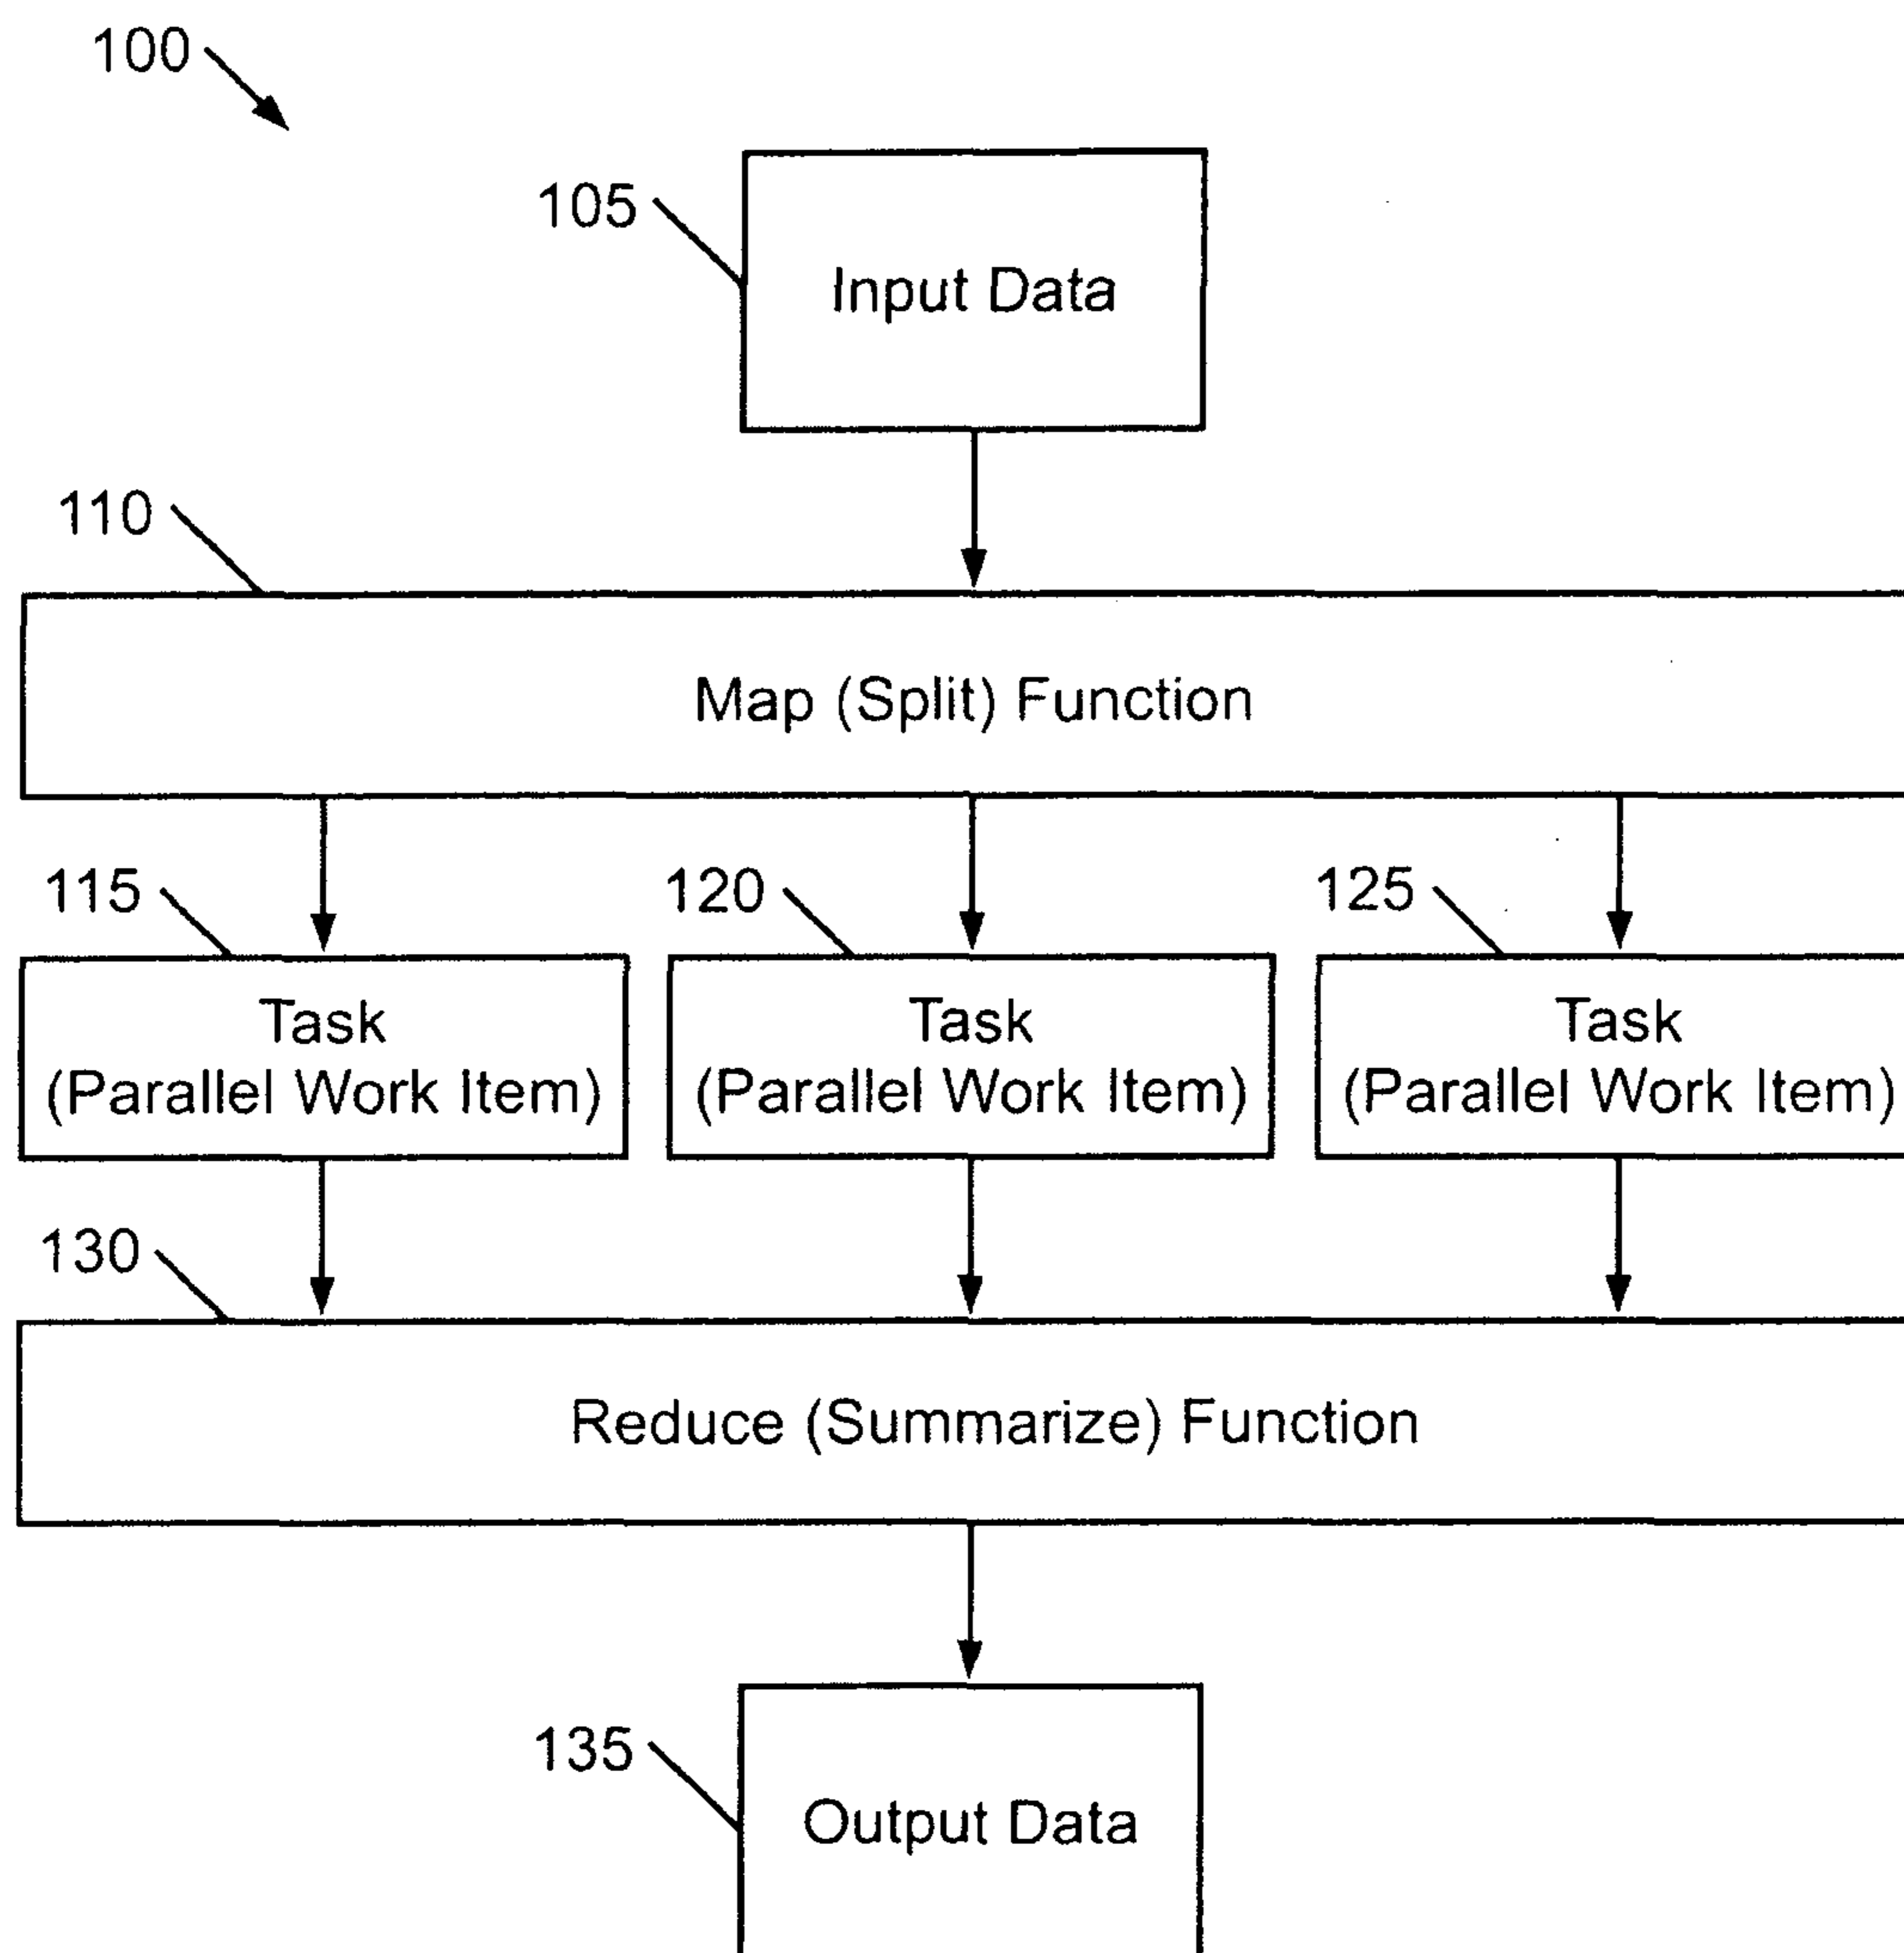 100
105
Input Data
110
Map (Split) Function
115
120
125
Task
(Parallel Work Item)
Task
(Parallel Work Item)
Task
(Parallel Work Item)
130
Reduce (Summarize) Function
135
Output Data